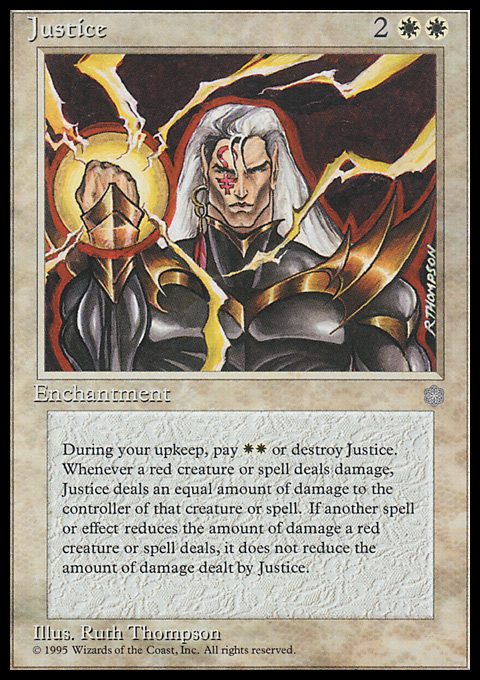 Justice 2
R.THOMPSON
Enchantment
During your upkeep, pay or destroy Justice.
Whenever a red creature or spell deals damage,
Justice deals an equal amount of damage to the
controller of that creature or spell. If another spell
or effect reduces the amount of damage a red
creature or spell deals, it does not reduce the
amount of damage dealt by Justice.
Illus. Ruth Thompson
© 1995 Wizards of the Coast, Inc. All rights reserved.